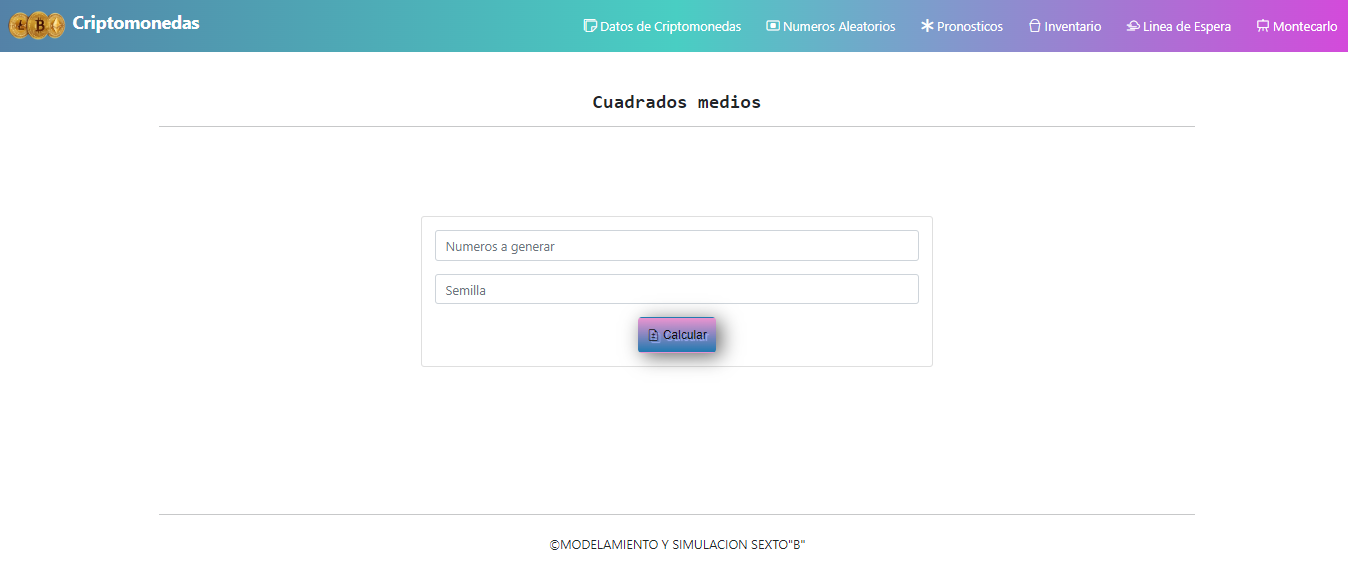 Criptomonedas
Datos de Criptomonedas
Numeros Aleatorios
Pronosticos
Inventario
Linea de Espera
Montecarlo
Cuadrados medios
Numeros a generar
Semilla
Calcular
©MODELAMIENTO Y SIMULACION SEXTO"B"